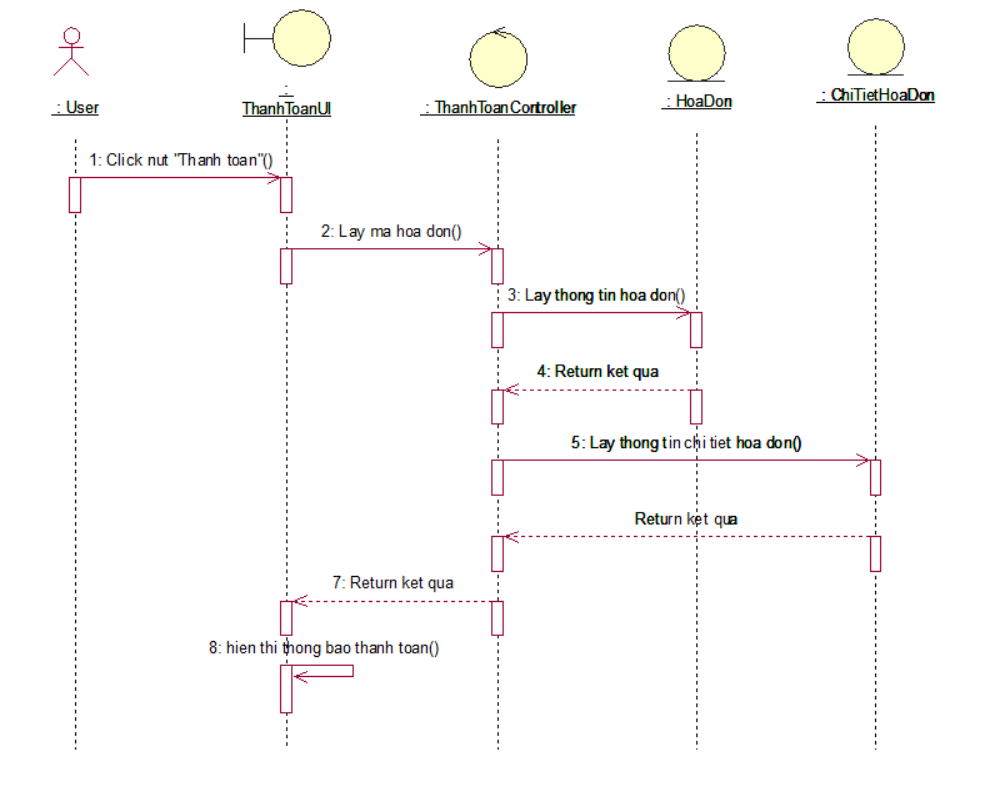 : User
:
ThanhToanUI
: ThanhToanController
: HoaDon
: ChiTietHoaDon
1: Click nut "Thanh toan"()
2: Lay ma hoa don()
3: Lay thong tin hoa don()
4: Return ket qua
5: Lay thong tin chi tiet hoa don()
Return ket qua
7: Return ket qua
8: hien thi thong bao thanh toan()